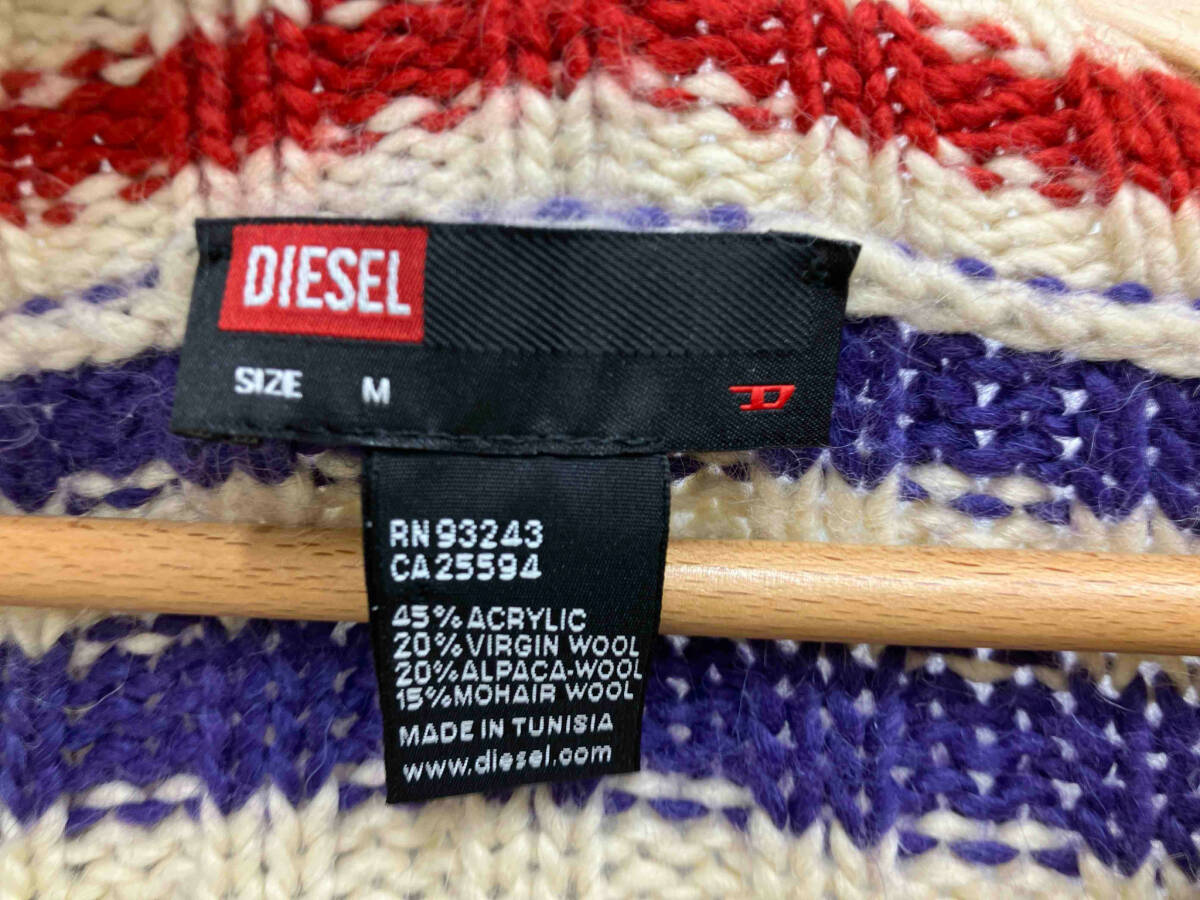 DIESEL
SIZE M
RN 93243
CA 25594
45% ACRYLIC
20% VIRGIN WOOL
20% ALPACA-WOOL
15% MOHAIR WOOL
MADE IN TUNISIA
www.diesel.com